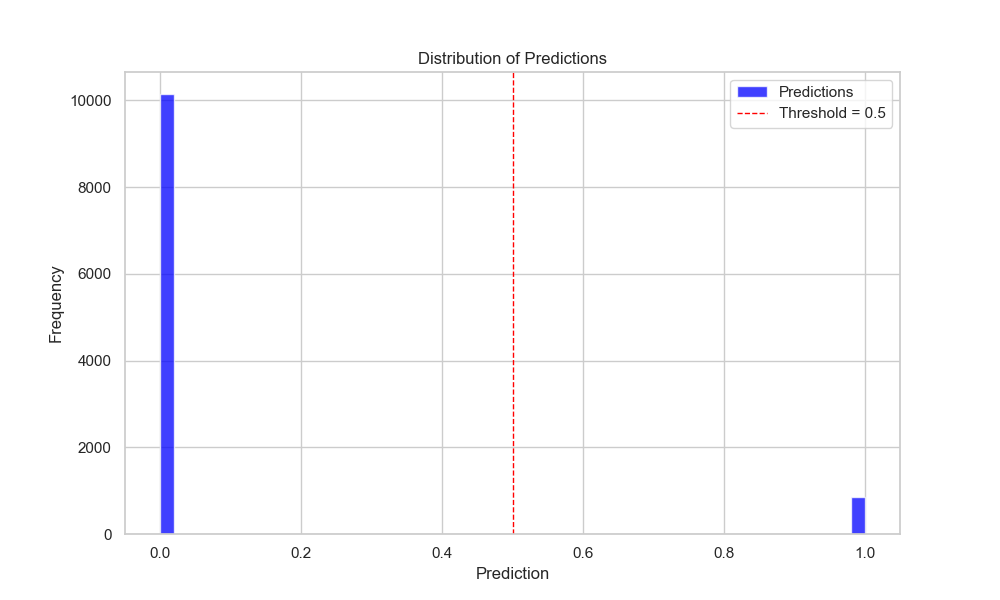 Distribution of Predictions
Predictions
Threshold = 0.5
10000
8000
6000
4000
2000
0
Frequency
0.0 0.2 0.4 0.6 0.8 1.0
Prediction